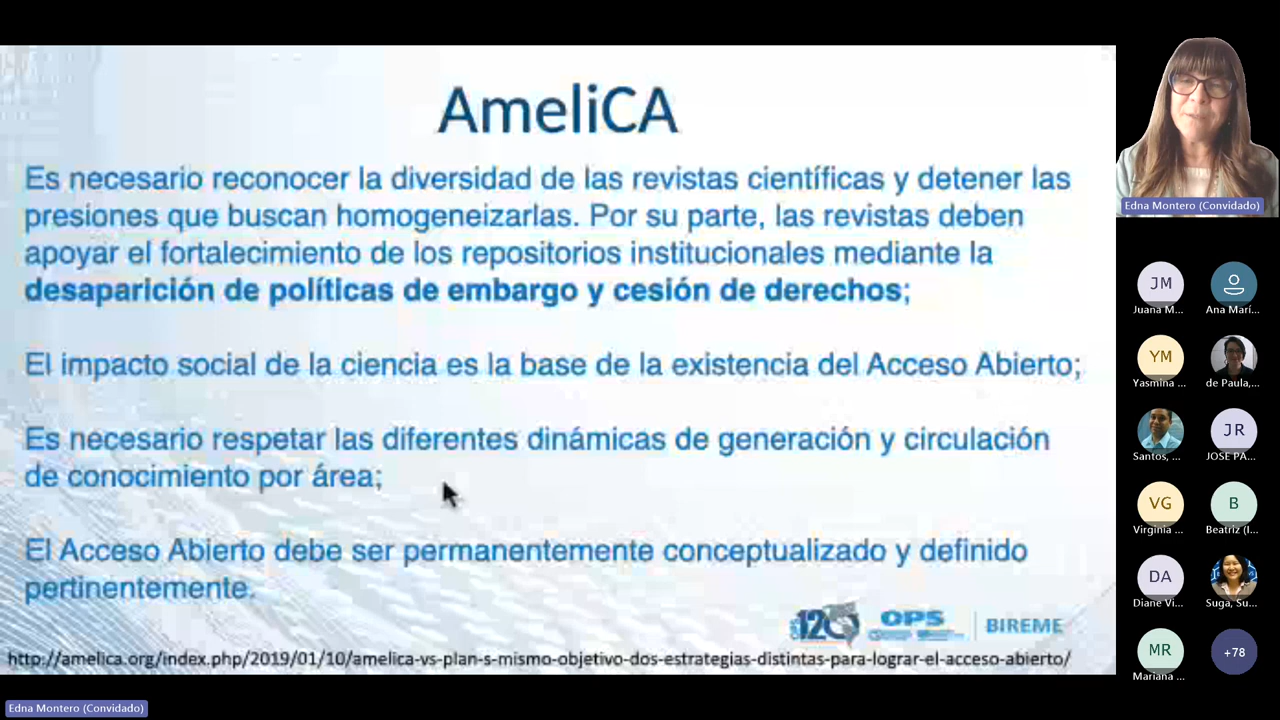 AmeliCA
Es necesario reconocer la diversidad de las revistas científicas y detener las
presiones que buscan homogeneizarlas. Por su parte, las revistas deben
apoyar el fortalecimiento de los repositorios institucionales mediante la
desaparición de políticas de embargo y cesión de derechos;
El impacto social de la ciencia es la base de la existencia del Acceso Abierto;
Es necesario respetar las diferentes dinámicas de generación y circulación
de conocimiento por área;
El Acceso Abierto debe ser permanentemente conceptualizado y definido
pertinentemente.
120 OPS BIREME
http://amelica.org/index.php/2019/01/10/amelica-vs-plan-s-mismo-objetivo-dos-estrategias-distintas-para-lograr-el-acceso-abierto/
Edna Montero (Convidado)
Edna Montero (Convidado)
JM
Juana M...
Ana Marí...
YM
Yasmina ...
de Paula,...
Santos, ...
JR
JOSE PA...
VG
Virginia ...
B
Beatriz (I...
DA
Diane Vi...
Suga, Su...
MR
Mariana ...
+78